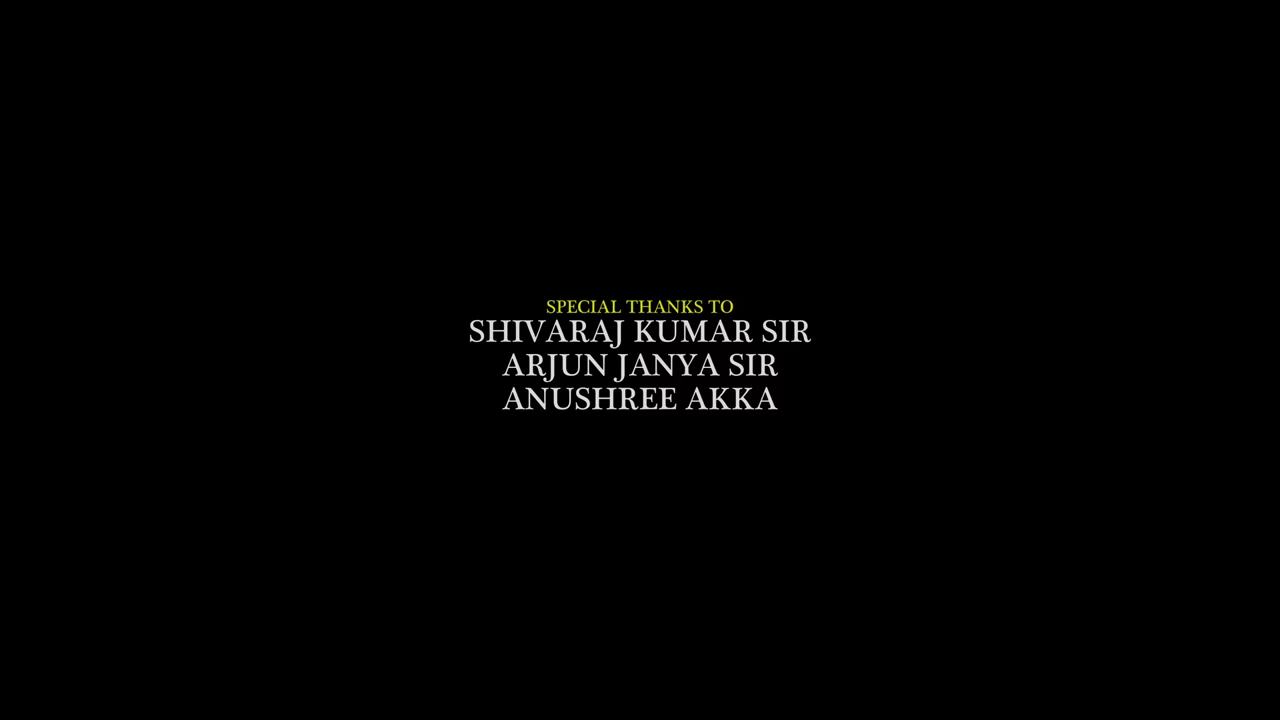 SPECIAL THANKS TO
SHIVARAJ KUMAR SIR
ARJUN JANYA SIR
ANUSHREE AKKA